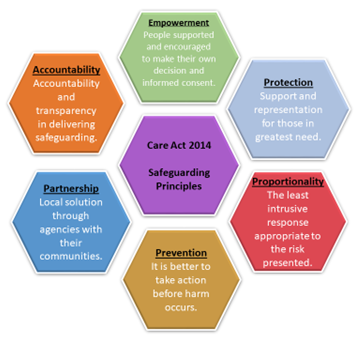 Empowerment
People supported
and encouraged
to make their own
decision and
informed consent.
Accountability
Accountability
and
transparency
in delivering
safeguarding.
Protection
Support and
representation
for those in
greatest need.
Care Act 2014
Safeguarding
Principles
Partnership
Local solution
through
agencies with
their
communities.
Proportionality
The least
intrusive
response
appropriate to
the risk
presented.
Prevention
It is better to
take action
before harm
occurs.